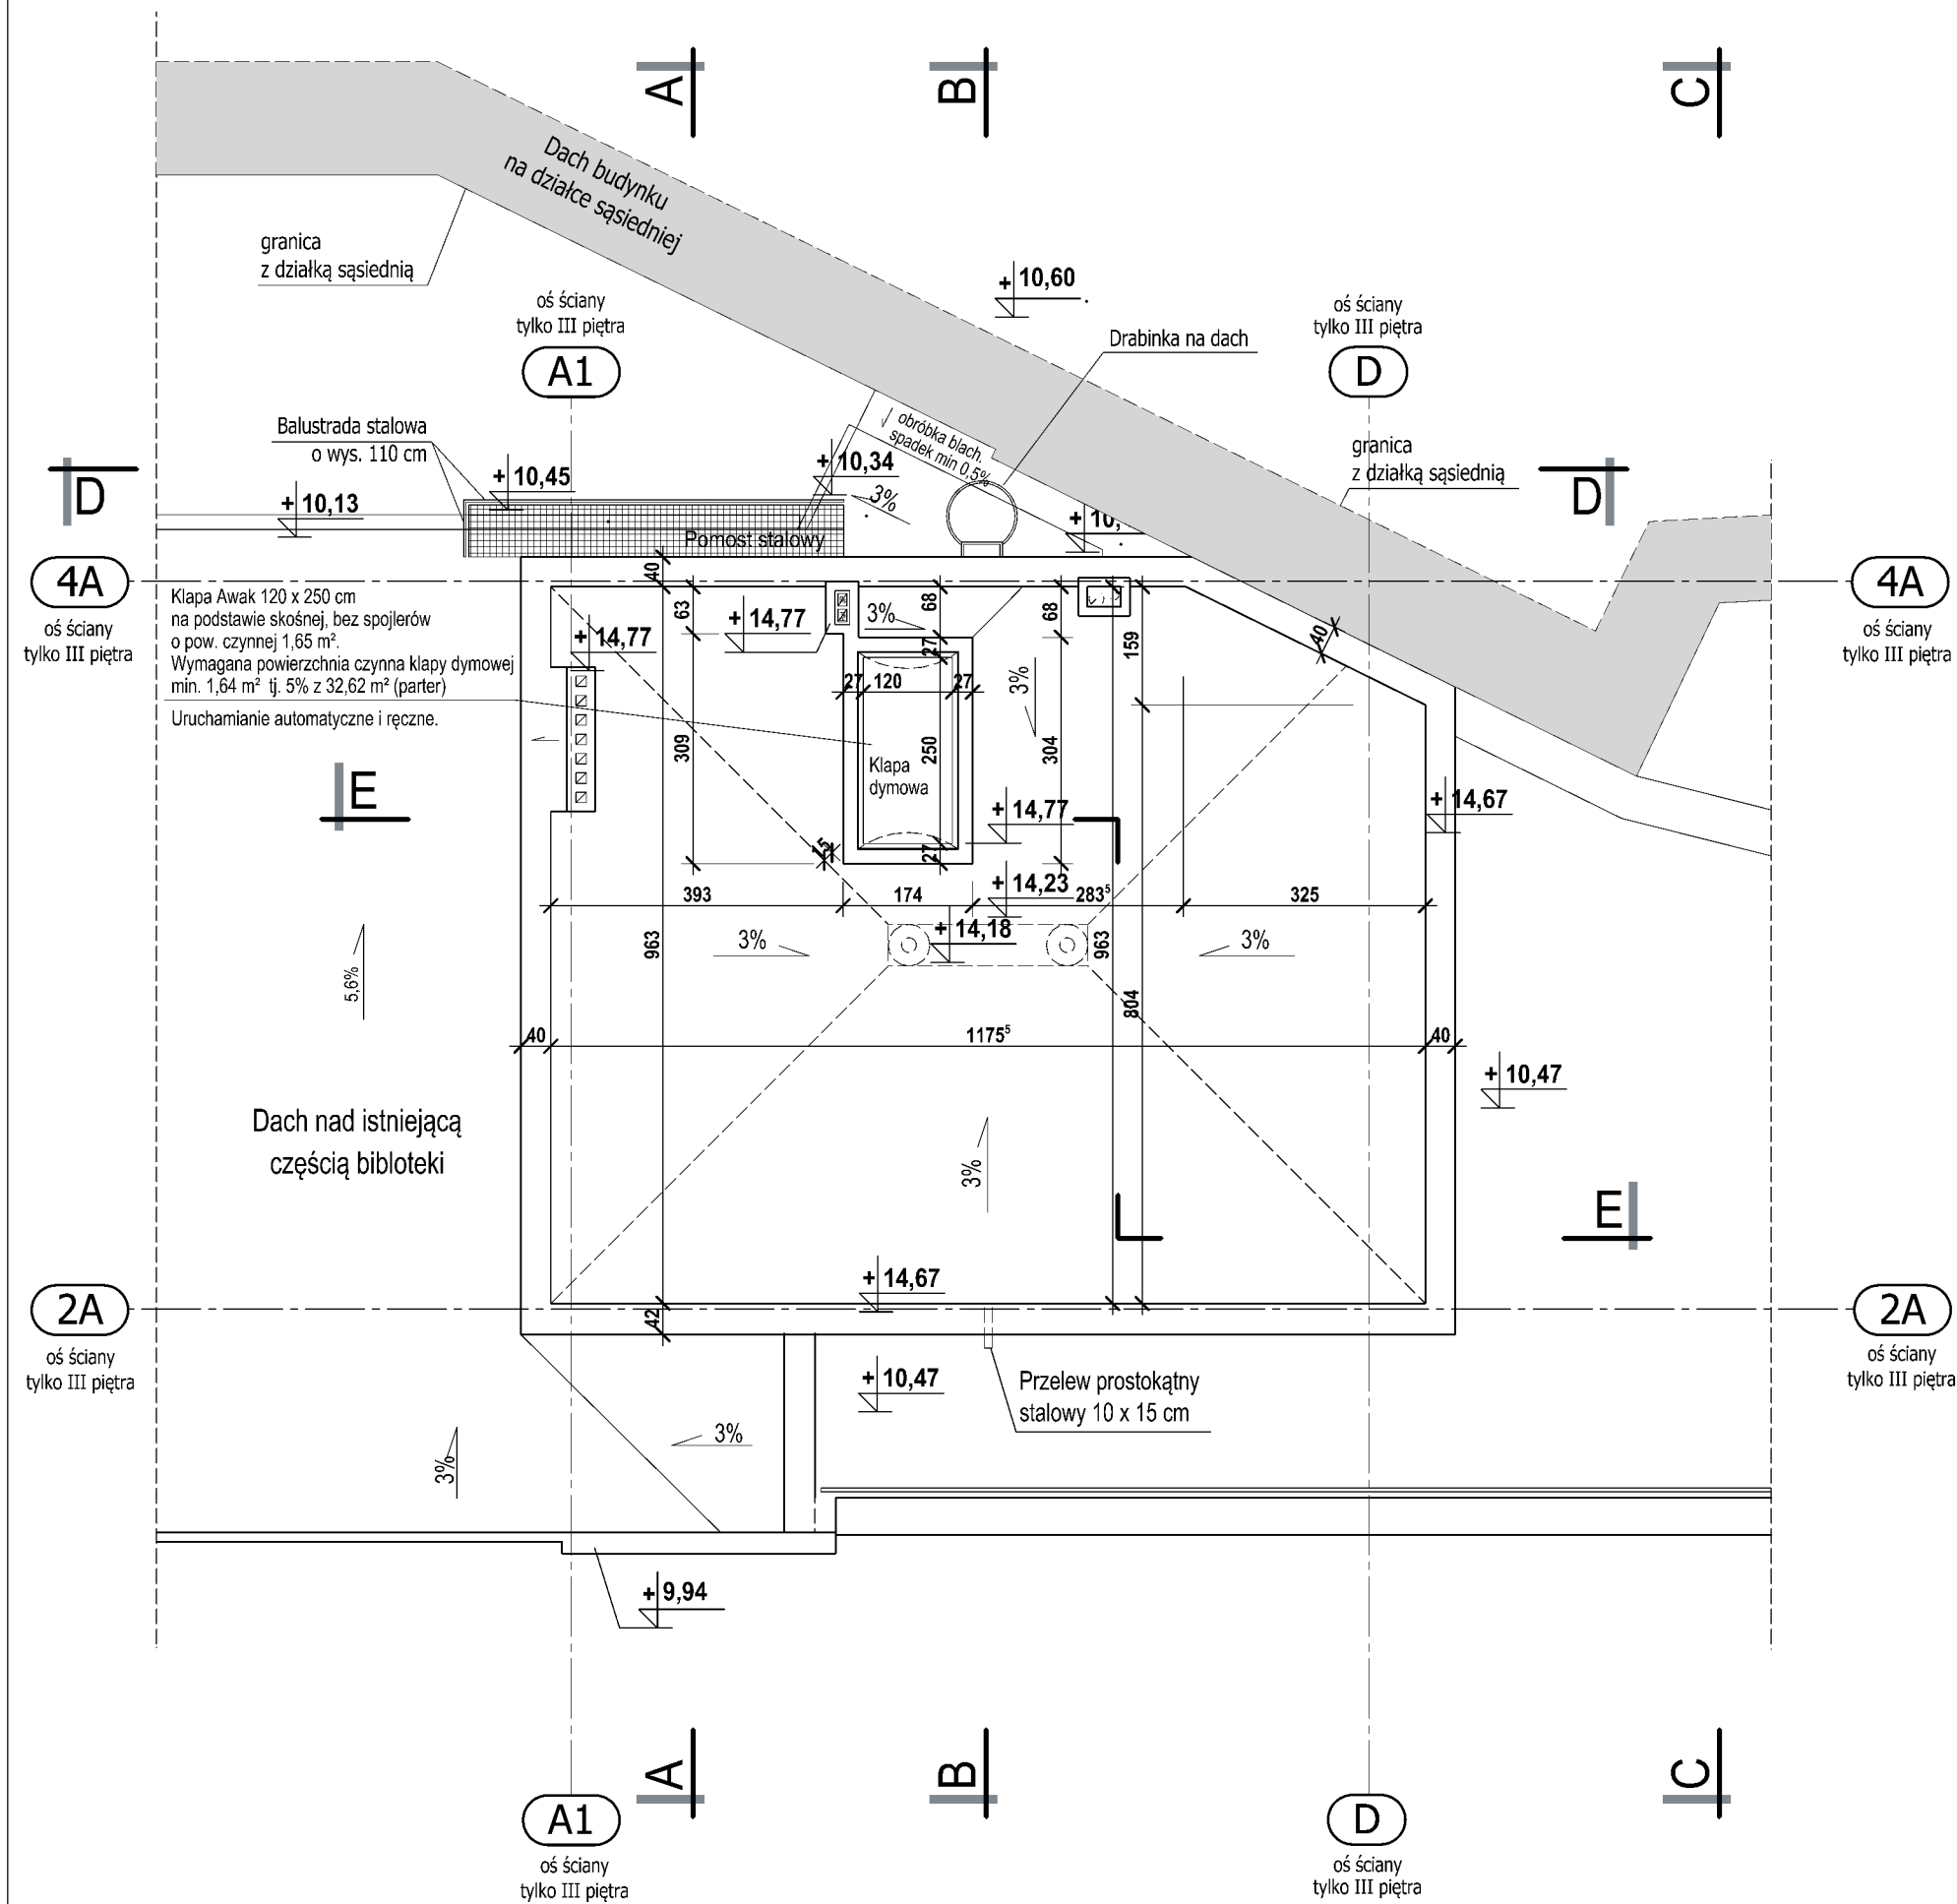 A
B
C
Dach budynku
na działce sąsiedniej
granica
z działką sąsiednią
+ 10,60
oś ściany
tylko III piętra
A1
oś ściany
tylko III piętra
D
Drabinka na dach
obróbka blach.
spadek min 0,5%
Balustrada stalowa
o wys. 110 cm
granica
z działką sąsiednią
D
+ 10,13
+ 10,45
+ 10,34
3%
+ 10,
D
Pomost stalowy
4A
oś ściany
tylko III piętra
4A
oś ściany
tylko III piętra
Klapa Awak 120 x 250 cm
na podstawie skośnej, bez spojlerów
o pow. czynnej 1,65 m².
Wymagana powierzchnia czynna klapy dymowej
min. 1,64 m² tj. 5% z 32,62 m² (parter)
Uruchamianie automatyczne i ręczne.
40
63
68
68
159
40
+ 14,77
+ 14,77
3%
27
27
120
27
3%
309
250
304
Klapa
dymowa
E
+ 14,77
+ 14,67
15
27
+ 14,23
393
174
283⁵
325
+ 14,18
963
3%
963
3%
804
5,6%
40
1175⁵
40
+ 10,47
Dach nad istniejącą
częścią bibloteki
3%
E
+ 14,67
42
2A
oś ściany
tylko III piętra
2A
oś ściany
tylko III piętra
+ 10,47
Przelew prostokątny
stalowy 10 x 15 cm
3%
3%
+ 9,94
A
B
C
A1
oś ściany
tylko III piętra
D
oś ściany
tylko III piętra